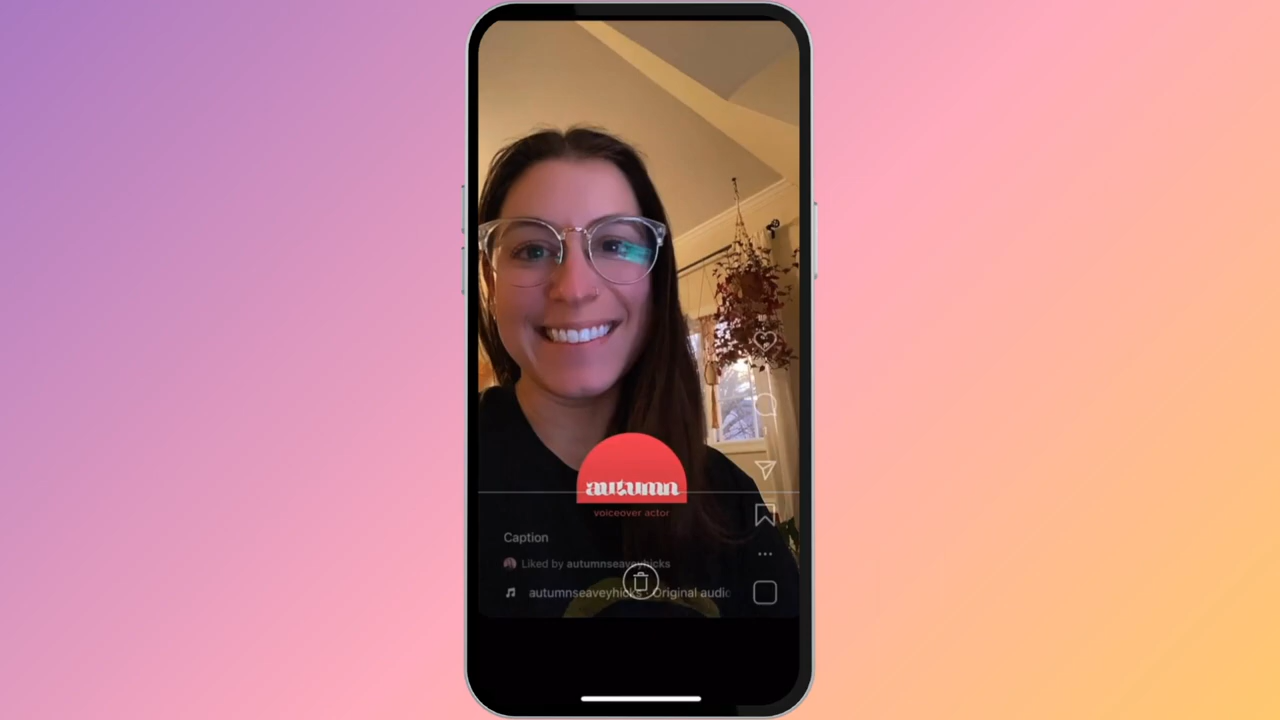 autumn
voiceover actor
Caption
Liked by autumnseaveyhicks
autumnseaveyhicks · Original audio